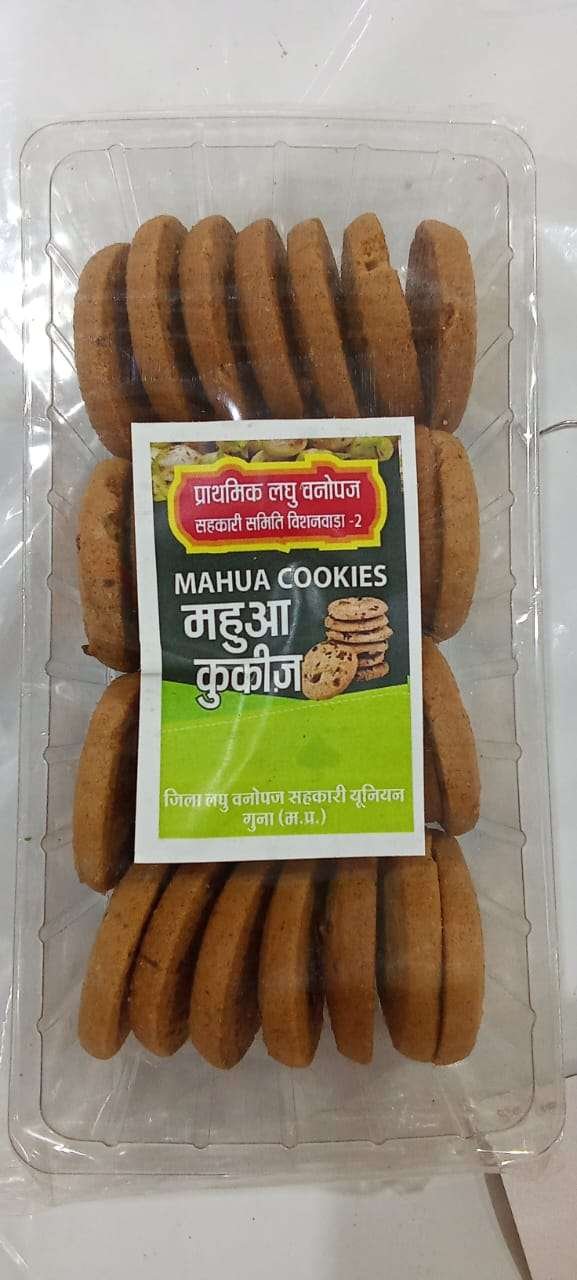 प्राथमिक लघु वनोपज
सहकारी समिति विशनवाडा -2
MAHUA COOKIES
महुआ
कुकीज़
जिला लघु वनोपज सहकारी यूनियन
गुना (म.प्र.)